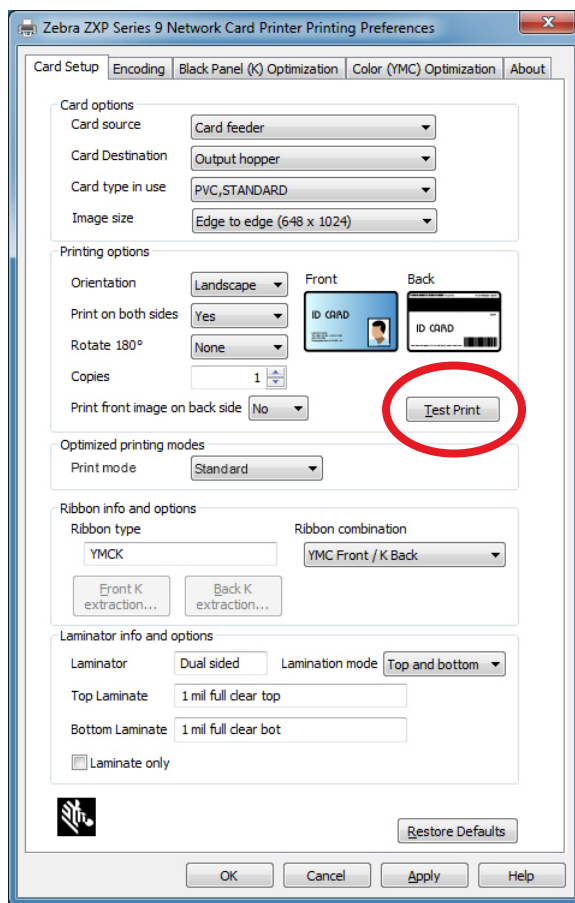 Zebra ZXP Series 9 Network Card Printer Printing Preferences
Card Setup Encoding Black Panel (K) Optimization Color (YMC) Optimization About
Card options
Card source Card feeder
Card Destination Output hopper
Card type in use PVC,STANDARD
Image size Edge to edge (648 x 1024)
Printing options
Orientation Landscape Front Back
Print on both sides Yes
ID CARD ID CARD
Rotate 180° None
Copies 1
Print front image on back side No Test Print
Optimized printing modes
Print mode Standard
Ribbon info and options
Ribbon type Ribbon combination
YMCK YMC Front / K Back
Front K extraction... Back K extraction...
Laminator info and options
Laminator Dual sided Lamination mode Top and bottom
Top Laminate 1 mil full clear top
Bottom Laminate 1 mil full clear bot
Laminate only
Restore Defaults
OK Cancel Apply Help